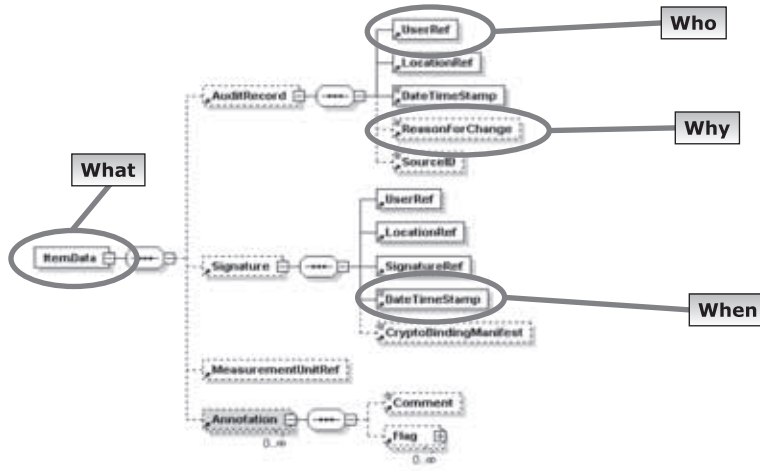 UserRef
Who
LocationRef
AuditRecord
DateTimeStamp
ReasonForChange
Why
SourceID
What
UserRef
LocationRef
ItemData
Signature
SignatureRef
DateTimeStamp
When
CryptoBindingManifest
MeasurementUnitRef
Comment
Annotation
0..∞
Flag
0..∞